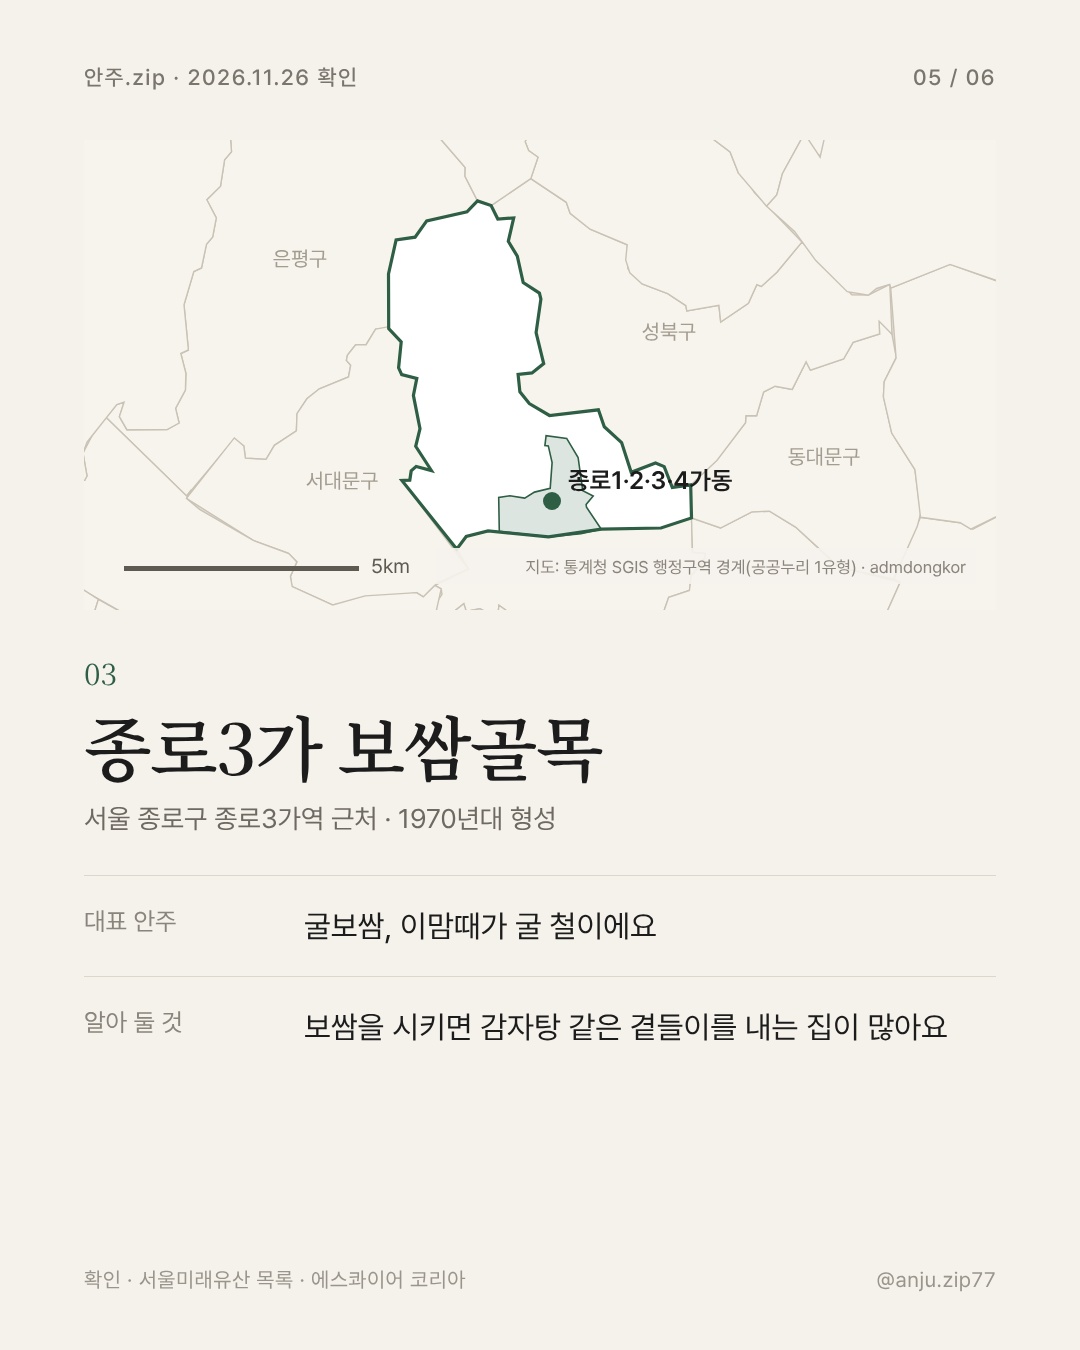 안주.zip · 2026.11.26 확인
05 / 06
은평구
성북구
동대문구
서대문구
종로1·2·3·4가동
5km
지도: 통계청 SGIS 행정구역 경계(공공누리 1유형) · admdongkor
03
종로3가 보쌈골목
서울 종로구 종로3가역 근처 · 1970년대 형성
대표 안주
굴보쌈, 이맘때가 굴 철이에요
알아 둘 것
보쌈을 시키면 감자탕 같은 곁들이를 내는 집이 많아요
확인 · 서울미래유산 목록 · 에스콰이어 코리아
@anju.zip77